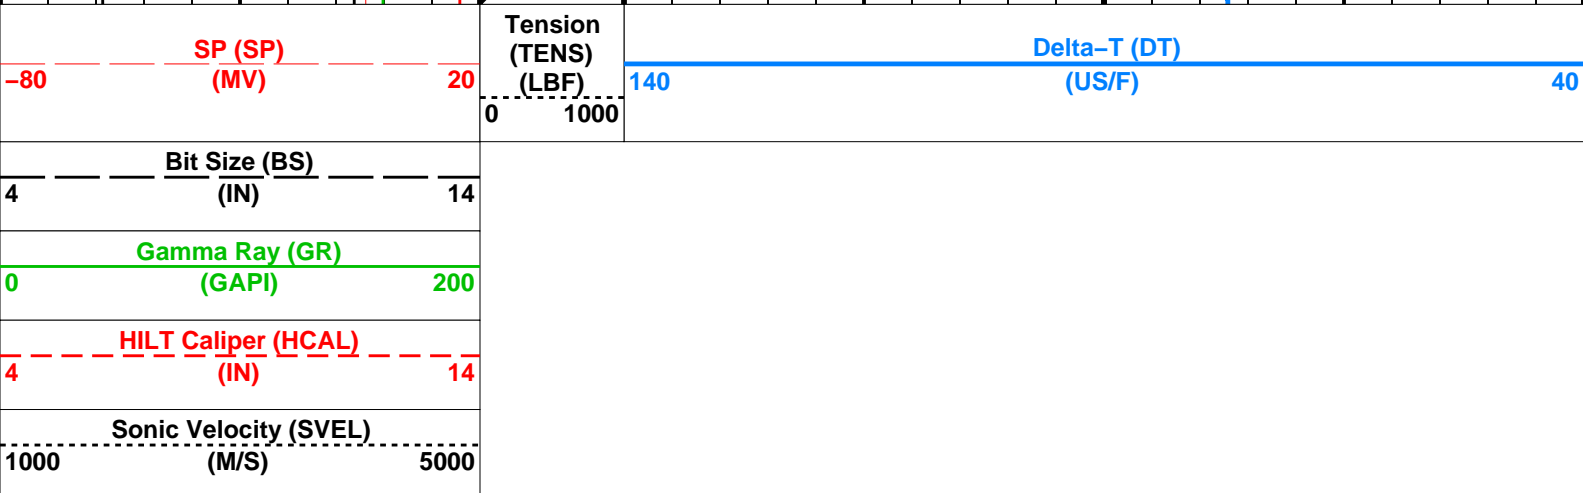 SP (SP)
–80 (MV) 20
Tension
(TENS)
(LBF)
0 1000
Delta–T (DT)
140 (US/F) 40
Bit Size (BS)
4 (IN) 14
Gamma Ray (GR)
0 (GAPI) 200
HILT Caliper (HCAL)
4 (IN) 14
Sonic Velocity (SVEL)
1000 (M/S) 5000